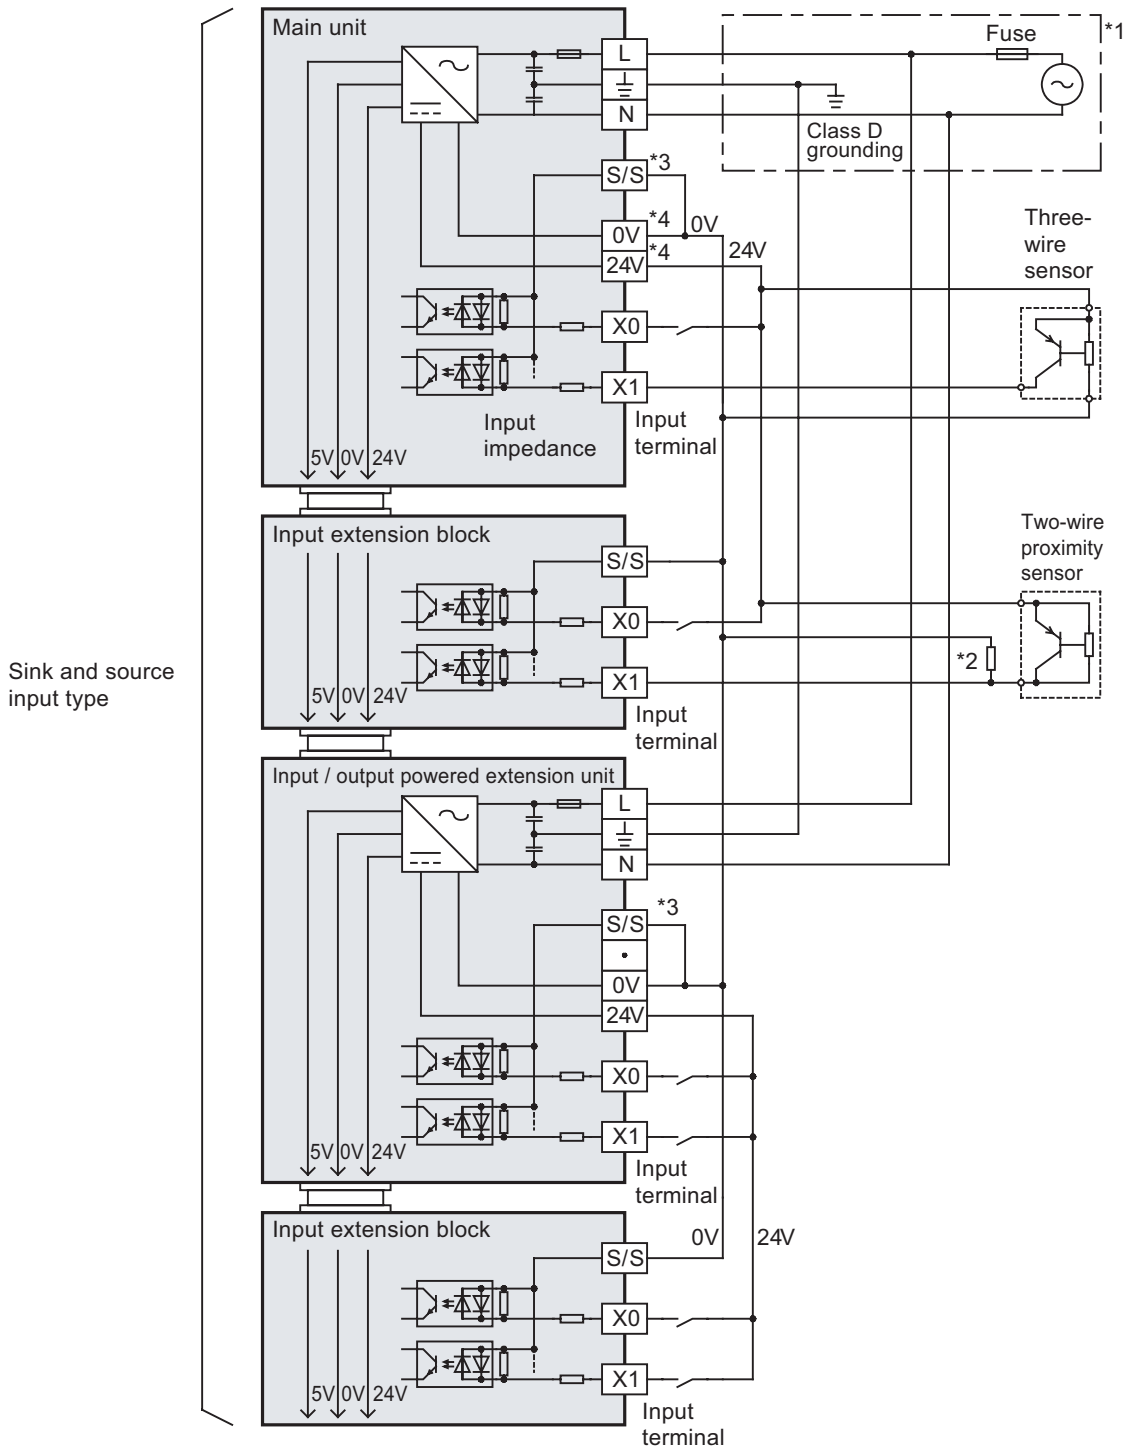 Main unit
L
N
Fuse
*1
Class D
grounding
S/S
*3
0V
*4
0V
24V
*4
24V
X0
X1
Input
impedance
Input
terminal
5V
0V
24V
Three-
wire
sensor
Input extension block
S/S
X0
X1
Input
terminal
5V
0V
24V
Two-wire
proximity
sensor
*2
Sink and source
input type
Input / output powered extension unit
L
N
S/S
*3
•
0V
24V
X0
X1
Input
terminal
5V
0V
24V
Input extension block
S/S
0V
24V
X0
X1
Input
terminal
5V
0V
24V